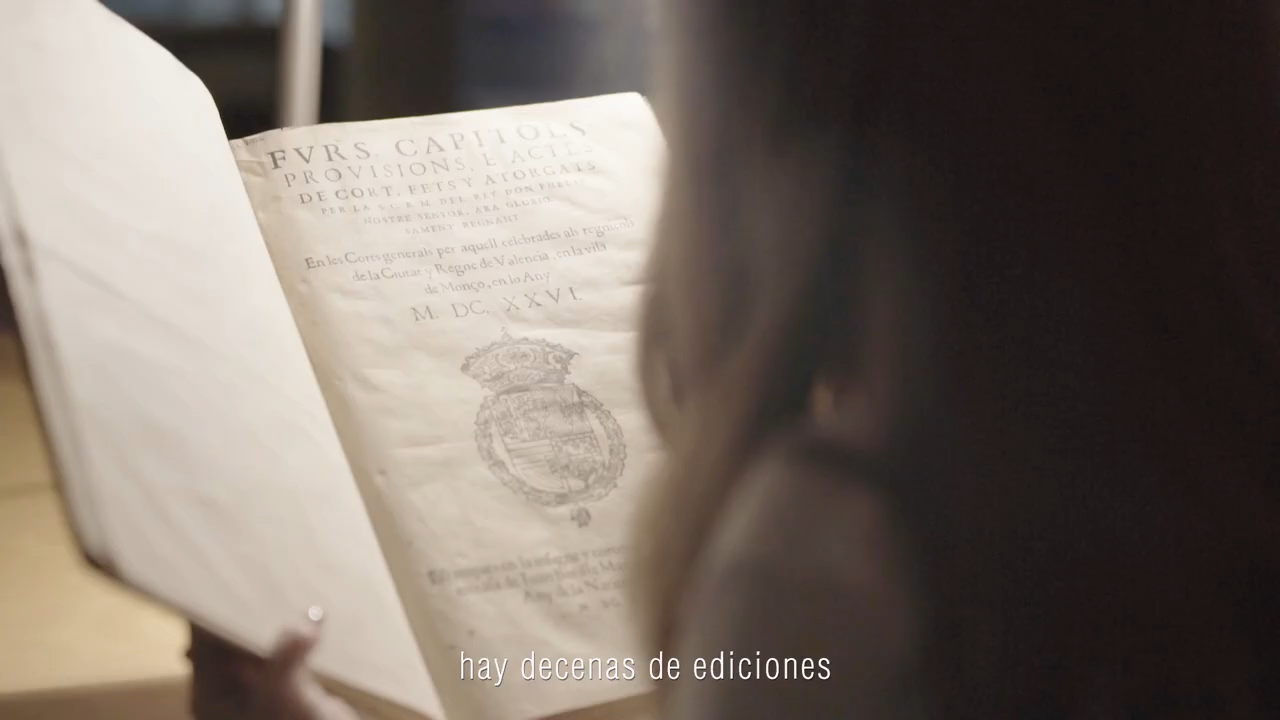 FVRS, CAPITOLS
PROVISIONS, E ACTES
DE CORT, FETS Y ATORGATS
PER LA S. C. R. M. DEL REY DON
NOSTRE SENYOR, ARA GLORIO
SAMENT REGNANT
En les Corts generals per aquell celebrades als regnicols
de la Ciutat y Regne de Valencia, en la vila
de Monço, en lo Any
M. DC. XXVI.
hay decenas de ediciones